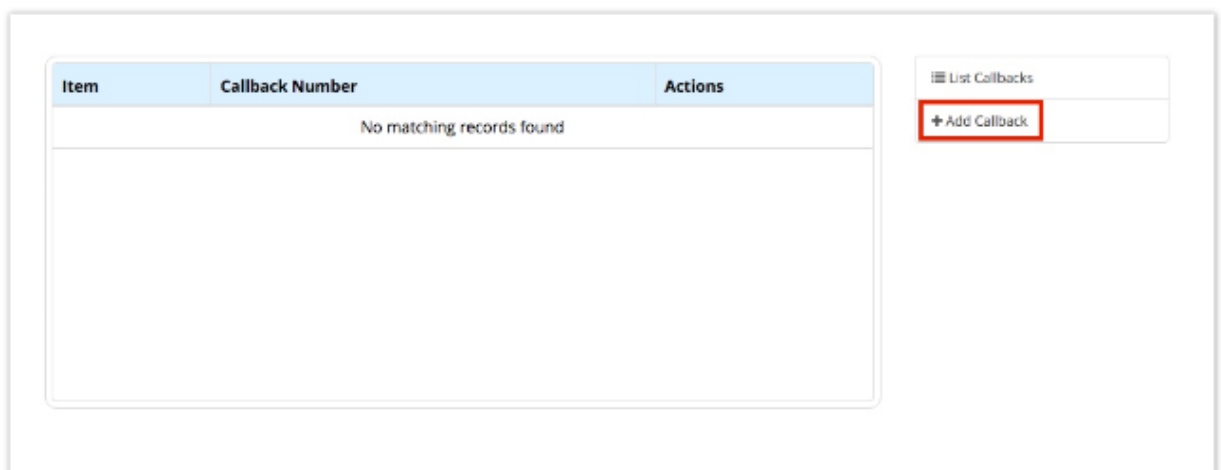 Item Callback Number Actions
No matching records found
List Callbacks
+ Add Callback